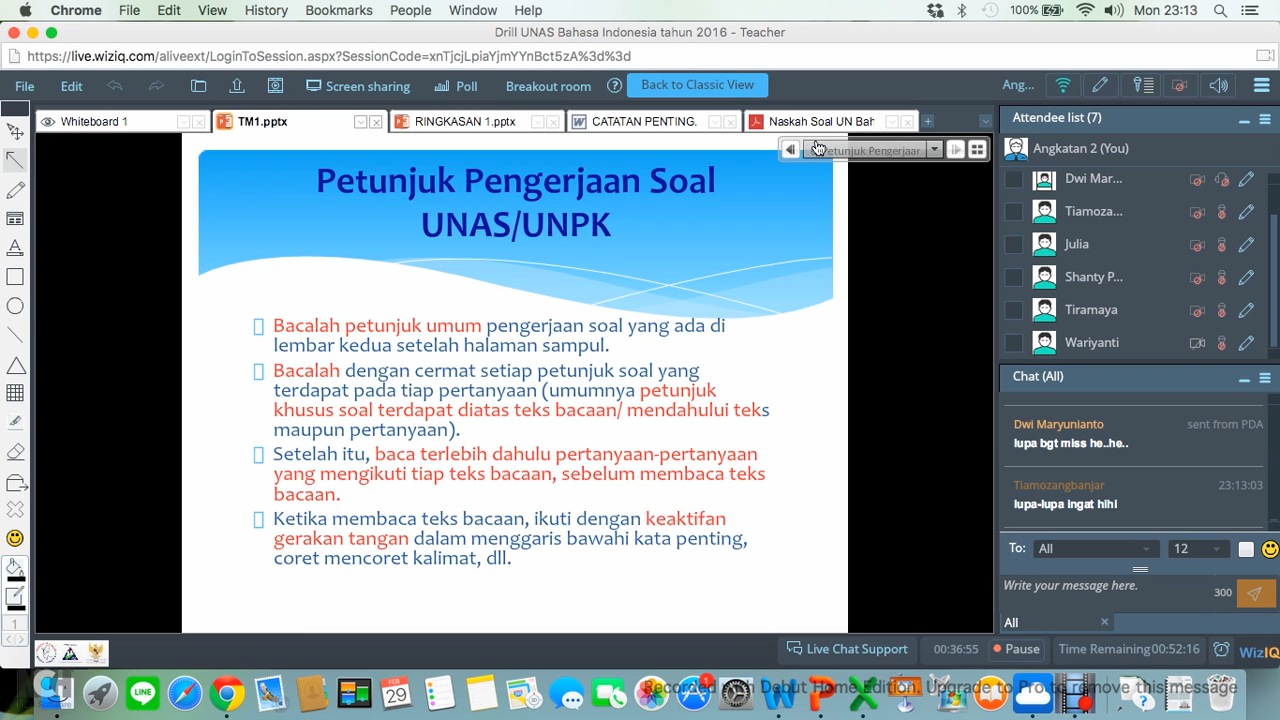 Chrome File Edit View History Bookmarks People Window Help 100% Mon 23:13
Drill UNAS Bahasa Indonesia tahun 2016 - Teacher
https://live.wiziq.com/aliveext/LoginToSession.aspx?SessionCode=xnTjcjLpiaYjmYYnBct5zA%3d%3d
File Edit Screen sharing Poll Breakout room ? Back to Classic View Ang...
Whiteboard 1 TM1.pptx RINGKASAN 1.pptx CATATAN PENTING. Naskah Soal UN Bah
Petunjuk Pengerjaar
Petunjuk Pengerjaan Soal
UNAS/UNPK
Bacalah petunjuk umum pengerjaan soal yang ada di
lembar kedua setelah halaman sampul.
Bacalah dengan cermat setiap petunjuk soal yang
terdapat pada tiap pertanyaan (umumnya petunjuk
khusus soal terdapat diatas teks bacaan/ mendahului teks
maupun pertanyaan).
Setelah itu, baca terlebih dahulu pertanyaan-pertanyaan
yang mengikuti tiap teks bacaan, sebelum membaca teks
bacaan.
Ketika membaca teks bacaan, ikuti dengan keaktifan
gerakan tangan dalam menggaris bawahi kata penting,
coret mencoret kalimat, dll.
Attendee list (7)
Angkatan 2 (You)
Dwi Mar...
Tiamoza...
Julia
Shanty P...
Tiramaya
Wariyanti
Chat (All)
Dwi Maryunianto sent from PDA
lupa bgt miss he..he..
Tiamozangbanjar 23:13:03
lupa-lupa ingat hihi
To: All 12
Write your message here. 300
All
1
Live Chat Support 00:36:55 Pause Time Remaining 00:52:16 WizIQ
LINE
FEB
29
Recorded with Debut Home Edition. Upgrade to Pro to remove this message